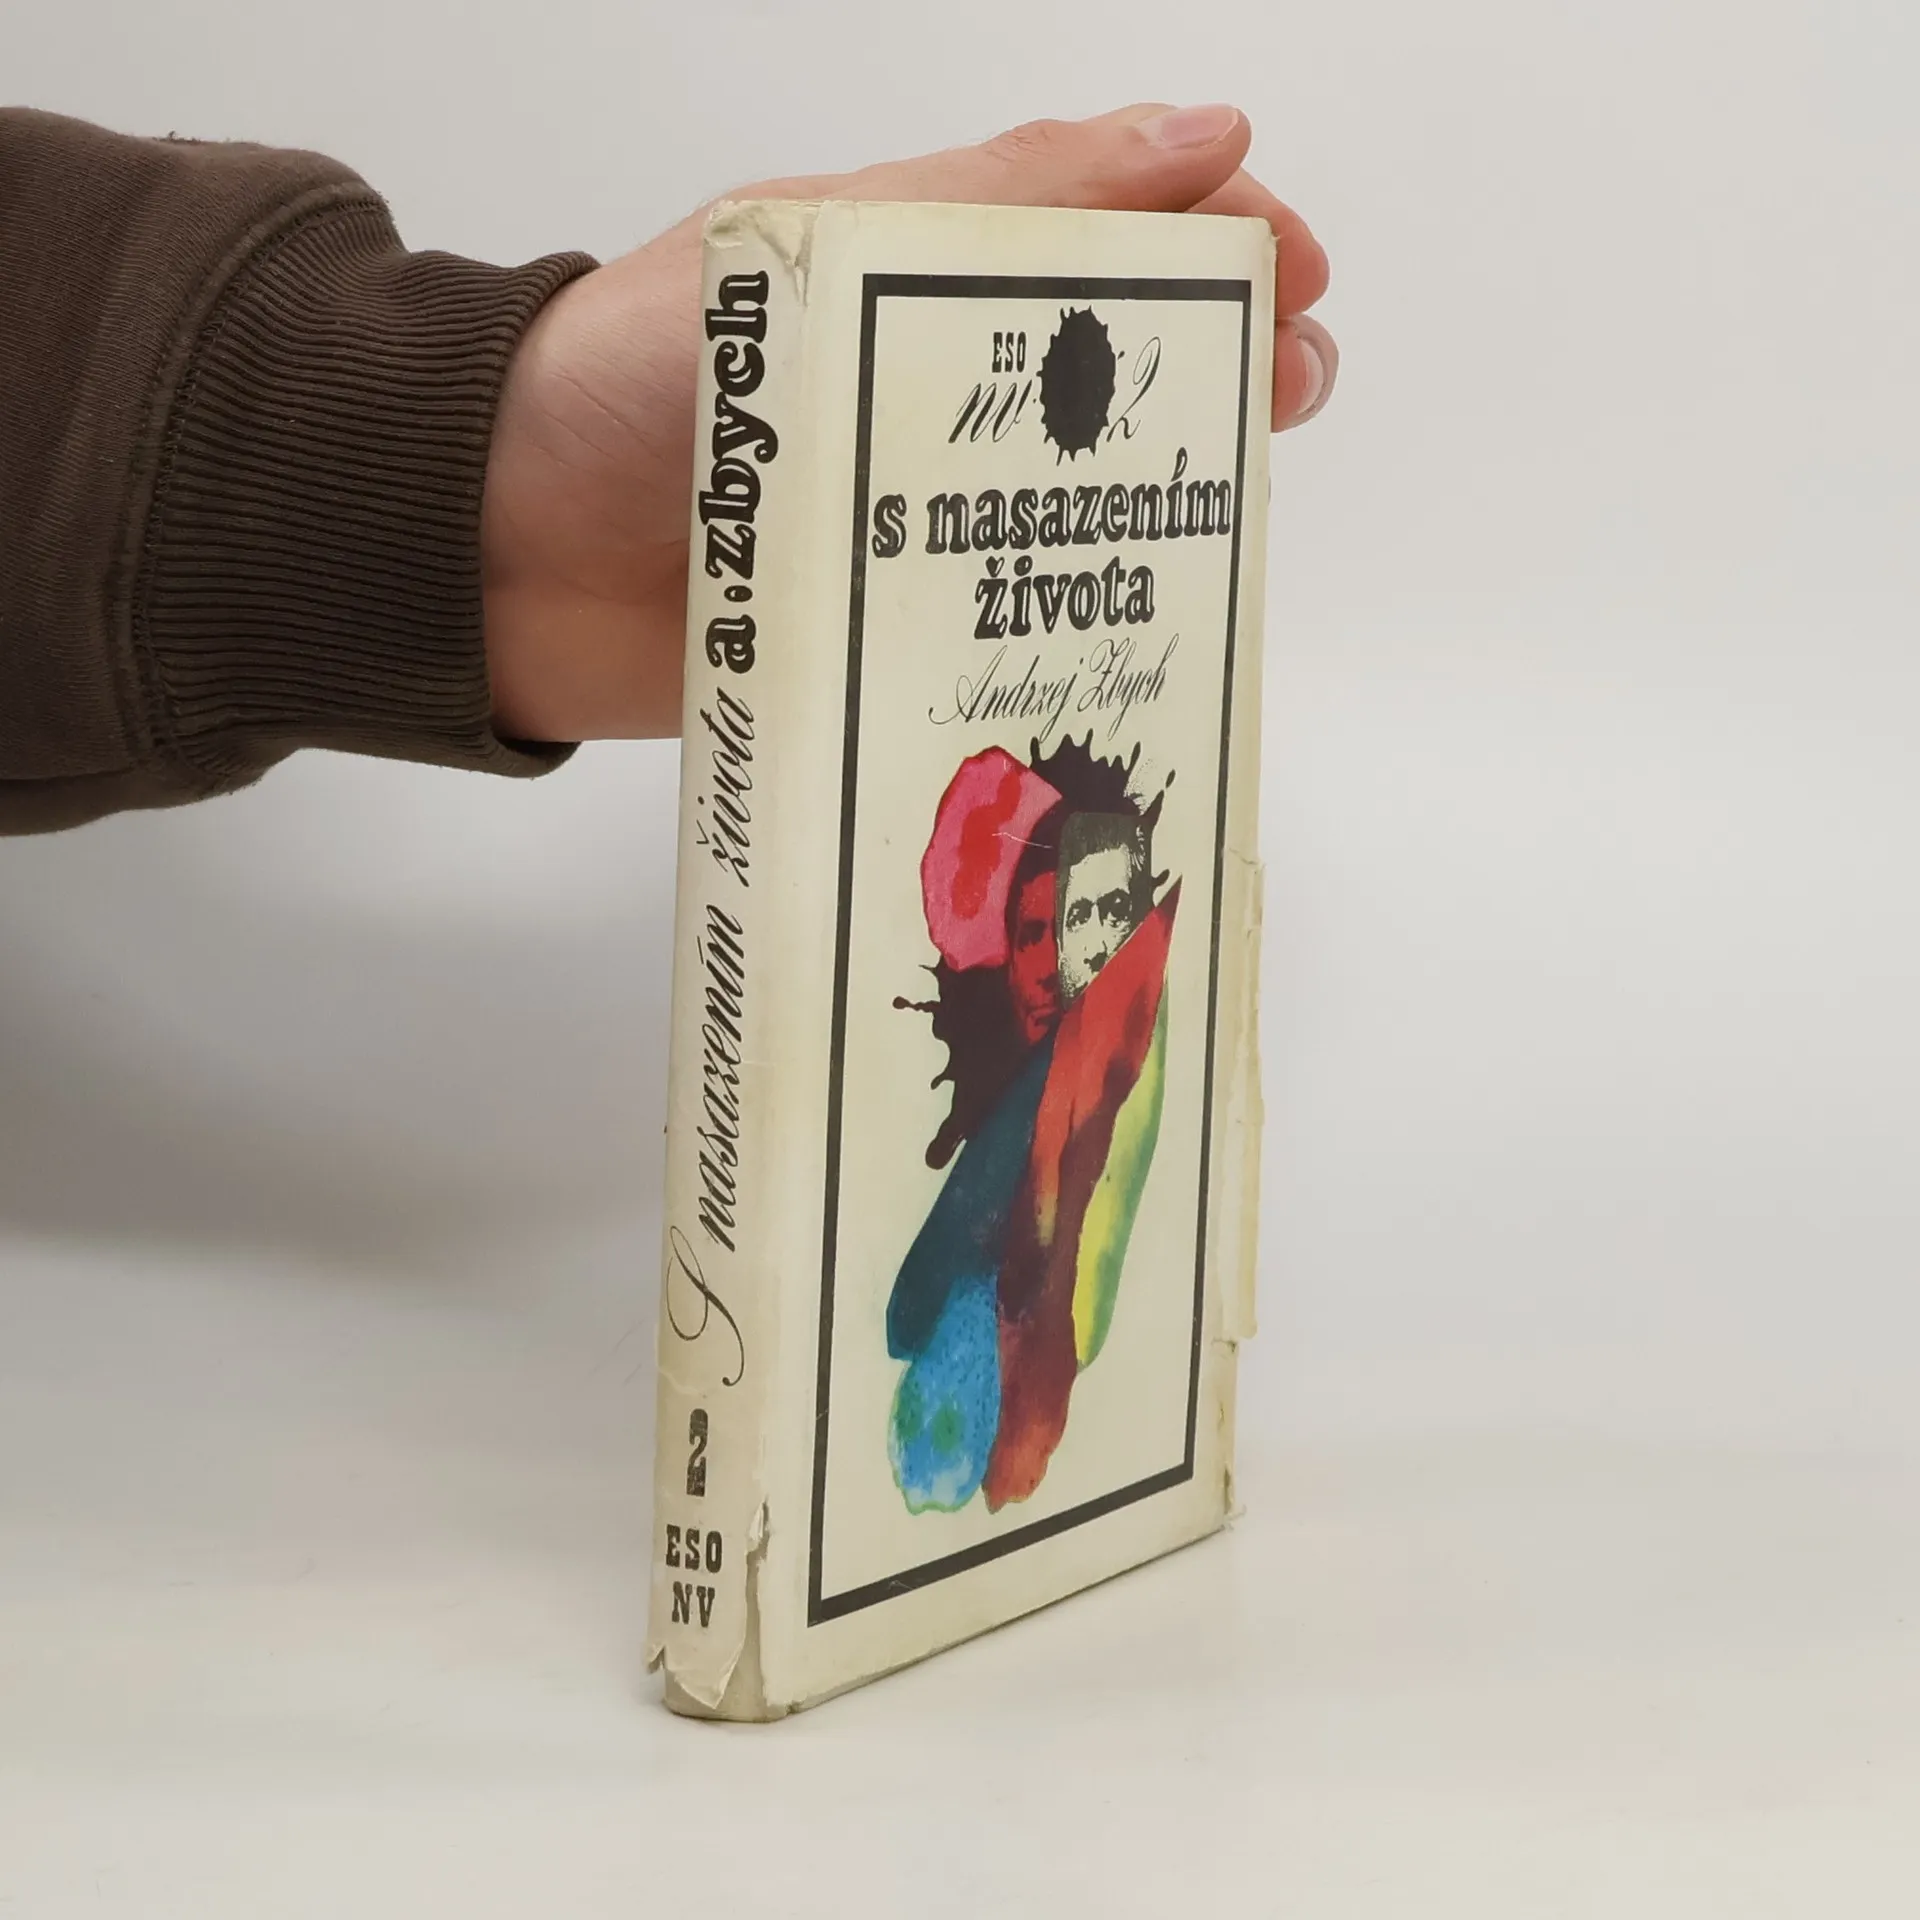 a. zbych
S nasazením života
2
ESO
NV
ESO
nv 2
s nasazením
života
Andrzej Zbych